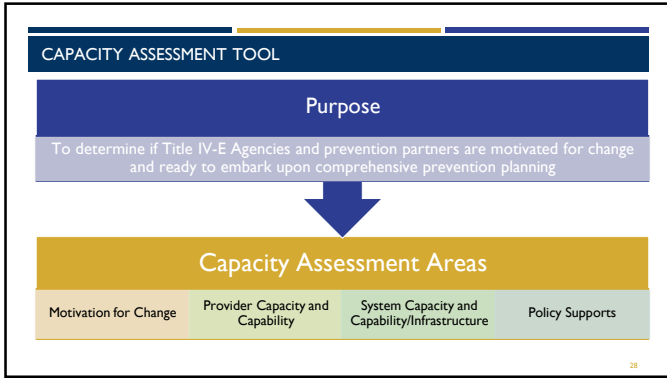 CAPACITY ASSESSMENT TOOL
Purpose
To determine if Title IV-E Agencies and prevention partners are motivated for change
and ready to embark upon comprehensive prevention planning
Capacity Assessment Areas
Motivation for Change
Provider Capacity and
Capability
System Capacity and
Capability/Infrastructure
Policy Supports
28